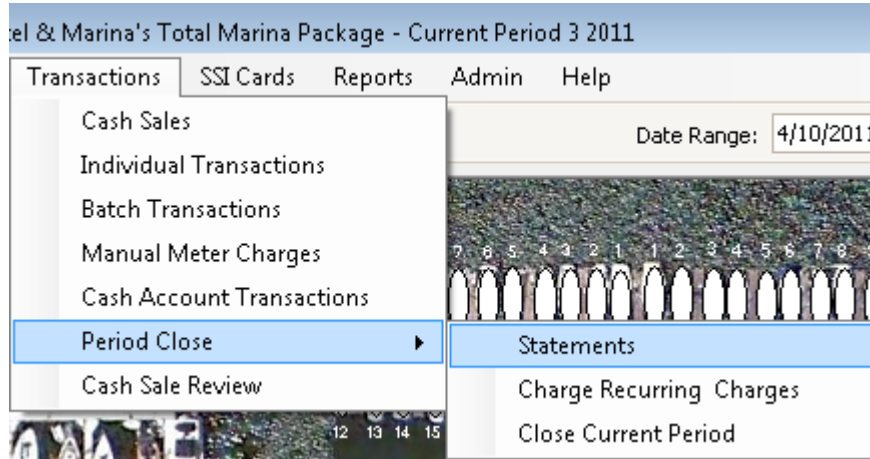 el & Marina's Total Marina Package - Current Period 3 2011
Transactions SSI Cards Reports Admin Help
Cash Sales
Date Range: 4/10/2011
Individual Transactions
Batch Transactions
Manual Meter Charges
7 6 5 4 3 2 1 1 2 3 4 5 6 7 8
Cash Account Transactions
Period Close
Statements
Cash Sale Review
Charge Recurring Charges
12 13 14 15
Close Current Period